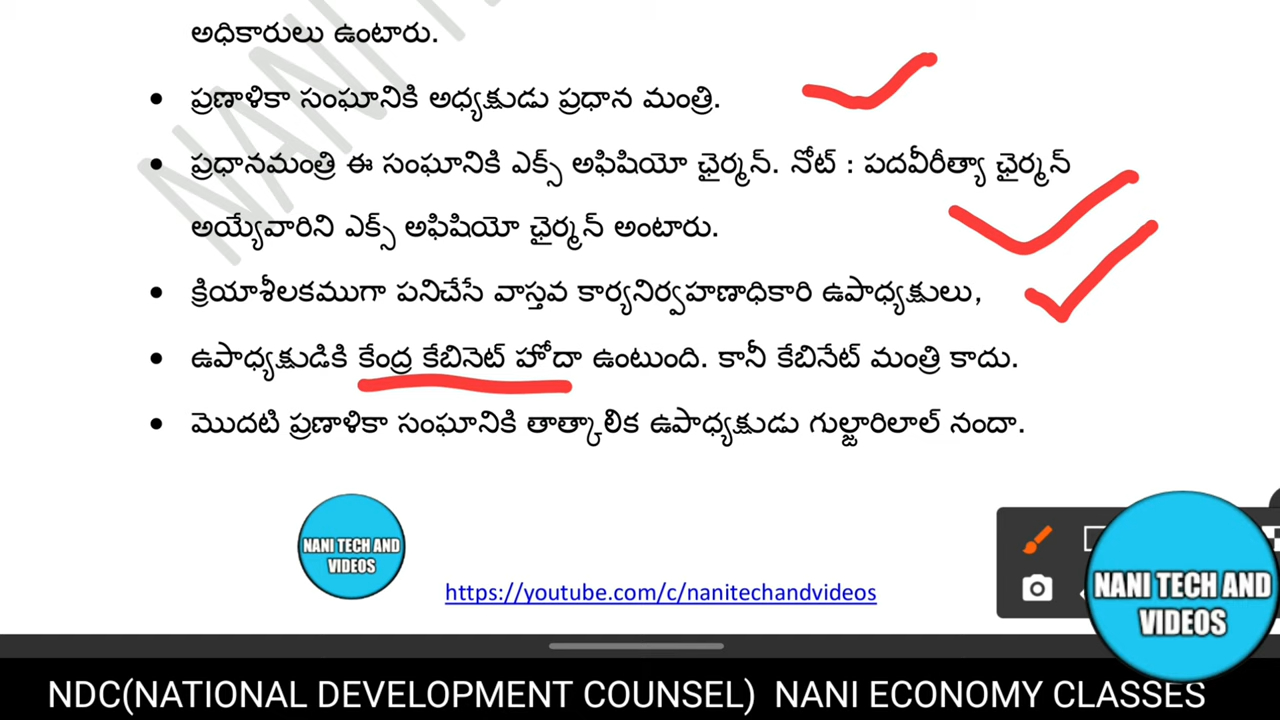 అధికారులు ఉంటారు.
• ప్రణాళికా సంఘానికి అధ్యక్షుడు ప్రధాన మంత్రి.
• ప్రధానమంత్రి ఈ సంఘానికి ఎక్స్ అఫిషియో ఛైర్మన్. నోట్ : పదవీరీత్యా ఛైర్మన్
అయ్యేవారిని ఎక్స్ అఫిషియో ఛైర్మన్ అంటారు.
• క్రియాశీలకముగా పనిచేసే వాస్తవ కార్యనిర్వహణాధికారి ఉపాధ్యక్షులు,
• ఉపాధ్యక్షుడికి కేంద్ర కేబినెట్ హోదా ఉంటుంది. కానీ కేబినేట్ మంత్రి కాదు.
• మొదటి ప్రణాళికా సంఘానికి తాత్కాలిక ఉపాధ్యక్షుడు గుల్జారిలాల్ నందా.
NANI TECH AND
VIDEOS
https://youtube.com/c/nanitechandvideos
NANI TECH AND
VIDEOS
NDC(NATIONAL DEVELOPMENT COUNSEL) NANI ECONOMY CLASSES